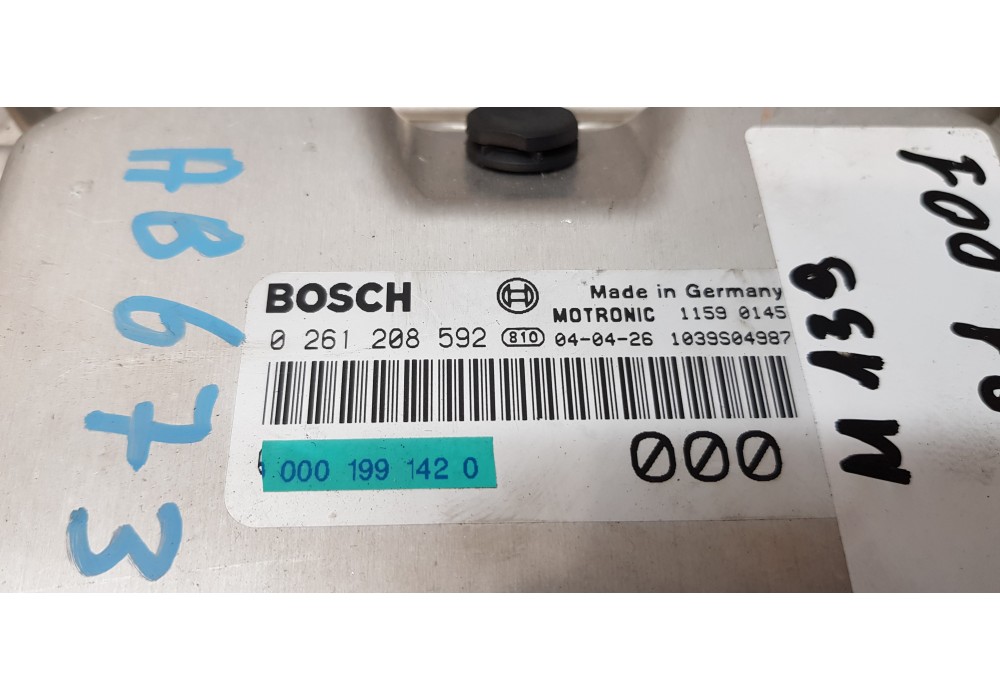 AB673
BOSCH
Made in Germany
MOTRONIC 1159 0145
0 261 208 592 810 04-04-26 1039S04987
000 199 142 0
000
M 139